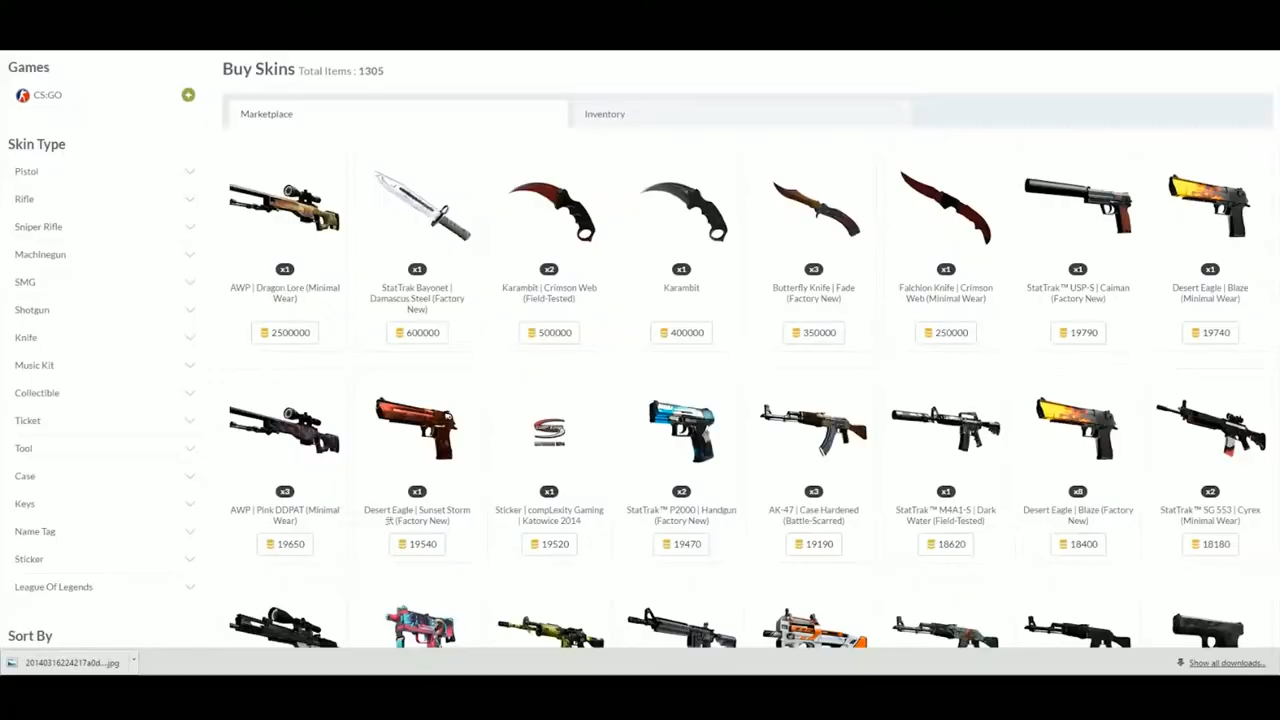 Games
CS:GO
Skin Type
Pistol
Rifle
Sniper Rifle
Machinegun
SMG
Shotgun
Knife
Music Kit
Collectible
Ticket
Tool
Case
Keys
Name Tag
Sticker
League Of Legends
Sort By
Buy Skins Total Items : 1305
Marketplace
Inventory
x1
x1
x2
x1
x3
x1
x1
x1
AWP | Dragon Lore (Minimal
Wear)
StatTrak Bayonet |
Damascus Steel (Factory
New)
Karambit | Crimson Web
(Field-Tested)
Karambit
Butterfly Knife | Fade
(Factory New)
Falchion Knife | Crimson
Web (Minimal Wear)
StatTrak™ USP-S | Caiman
(Factory New)
Desert Eagle | Blaze
(Minimal Wear)
2500000
600000
500000
400000
350000
250000
19790
19740
x3
x1
x1
x2
x3
x1
x8
x2
AWP | Pink DDPAT (Minimal
Wear)
Desert Eagle | Sunset Storm
弐 (Factory New)
Sticker | compLexity Gaming
| Katowice 2014
StatTrak™ P2000 | Handgun
(Factory New)
AK-47 | Case Hardened
(Battle-Scarred)
StatTrak™ M4A1-S | Dark
Water (Field-Tested)
Desert Eagle | Blaze (Factory
New)
StatTrak™ SG 553 | Cyrex
(Minimal Wear)
19650
19540
19520
19470
19190
18620
18400
18180
20140316224217a0d....jpg
Show all downloads...